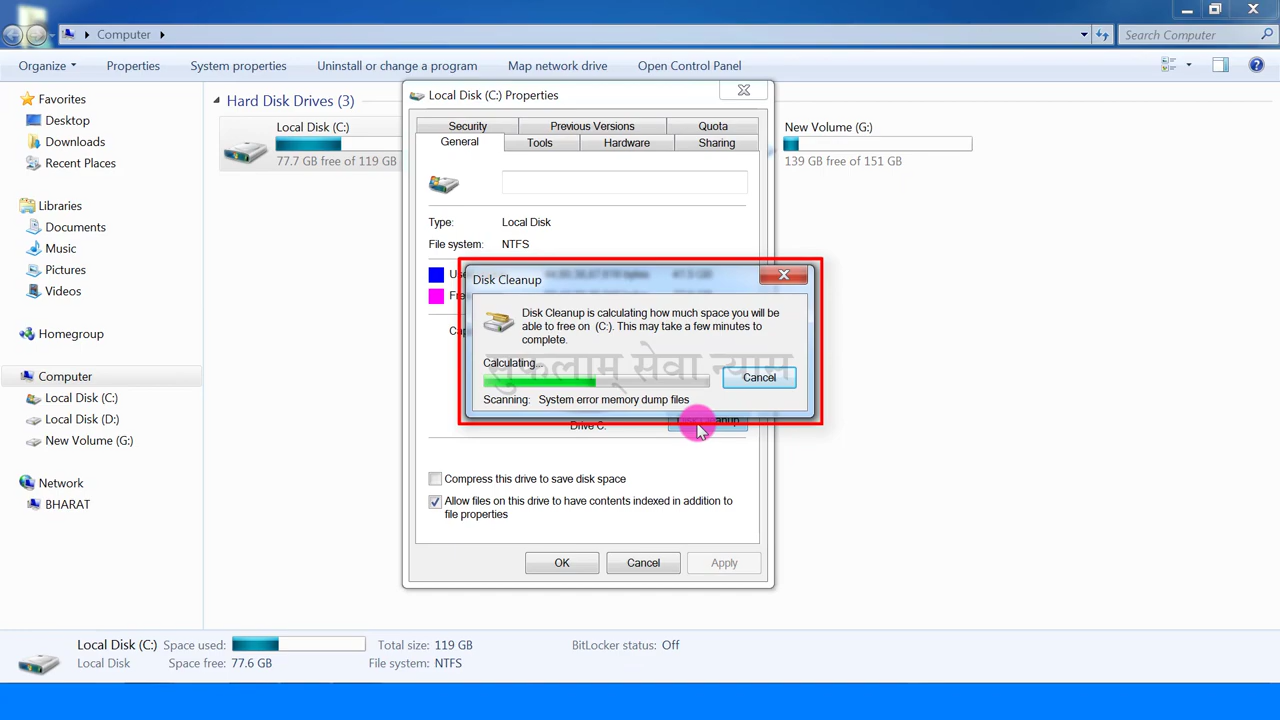 Computer
Search Computer
Organize
Properties
System properties
Uninstall or change a program
Map network drive
Open Control Panel
Favorites
Desktop
Downloads
Recent Places
Libraries
Documents
Music
Pictures
Videos
Homegroup
Computer
Local Disk (C:)
Local Disk (D:)
New Volume (G:)
Network
BHARAT
Hard Disk Drives (3)
Local Disk (C:)
77.7 GB free of 119 GB
New Volume (G:)
139 GB free of 151 GB
Local Disk (C:) Properties
Security
Previous Versions
Quota
General
Tools
Hardware
Sharing
Type:
Local Disk
File system:
NTFS
Disk Cleanup
Disk Cleanup is calculating how much space you will be
able to free on (C:). This may take a few minutes to
complete.
Calculating...
सुफलाम् सेवा न्यास
Cancel
Scanning: System error memory dump files
Drive C:
Compress this drive to save disk space
Allow files on this drive to have contents indexed in addition to
file properties
OK
Cancel
Apply
Local Disk (C:)
Space used:
Total size: 119 GB
BitLocker status: Off
Local Disk
Space free: 77.6 GB
File system: NTFS